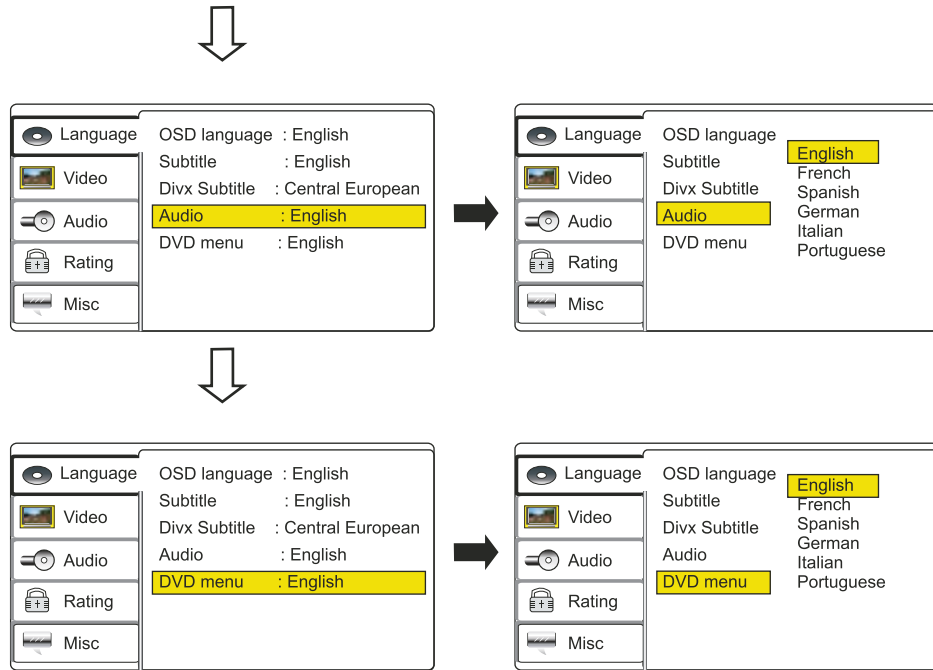 Language
Video
Audio
Rating
Misc
OSD language : English
Subtitle : English
Divx Subtitle : Central European
Audio : English
DVD menu : English
Language
Video
Audio
Rating
Misc
OSD language
Subtitle
Divx Subtitle
Audio
DVD menu
English
French
Spanish
German
Italian
Portuguese
Language
Video
Audio
Rating
Misc
OSD language : English
Subtitle : English
Divx Subtitle : Central European
Audio : English
DVD menu : English
Language
Video
Audio
Rating
Misc
OSD language
Subtitle
Divx Subtitle
Audio
DVD menu
English
French
Spanish
German
Italian
Portuguese